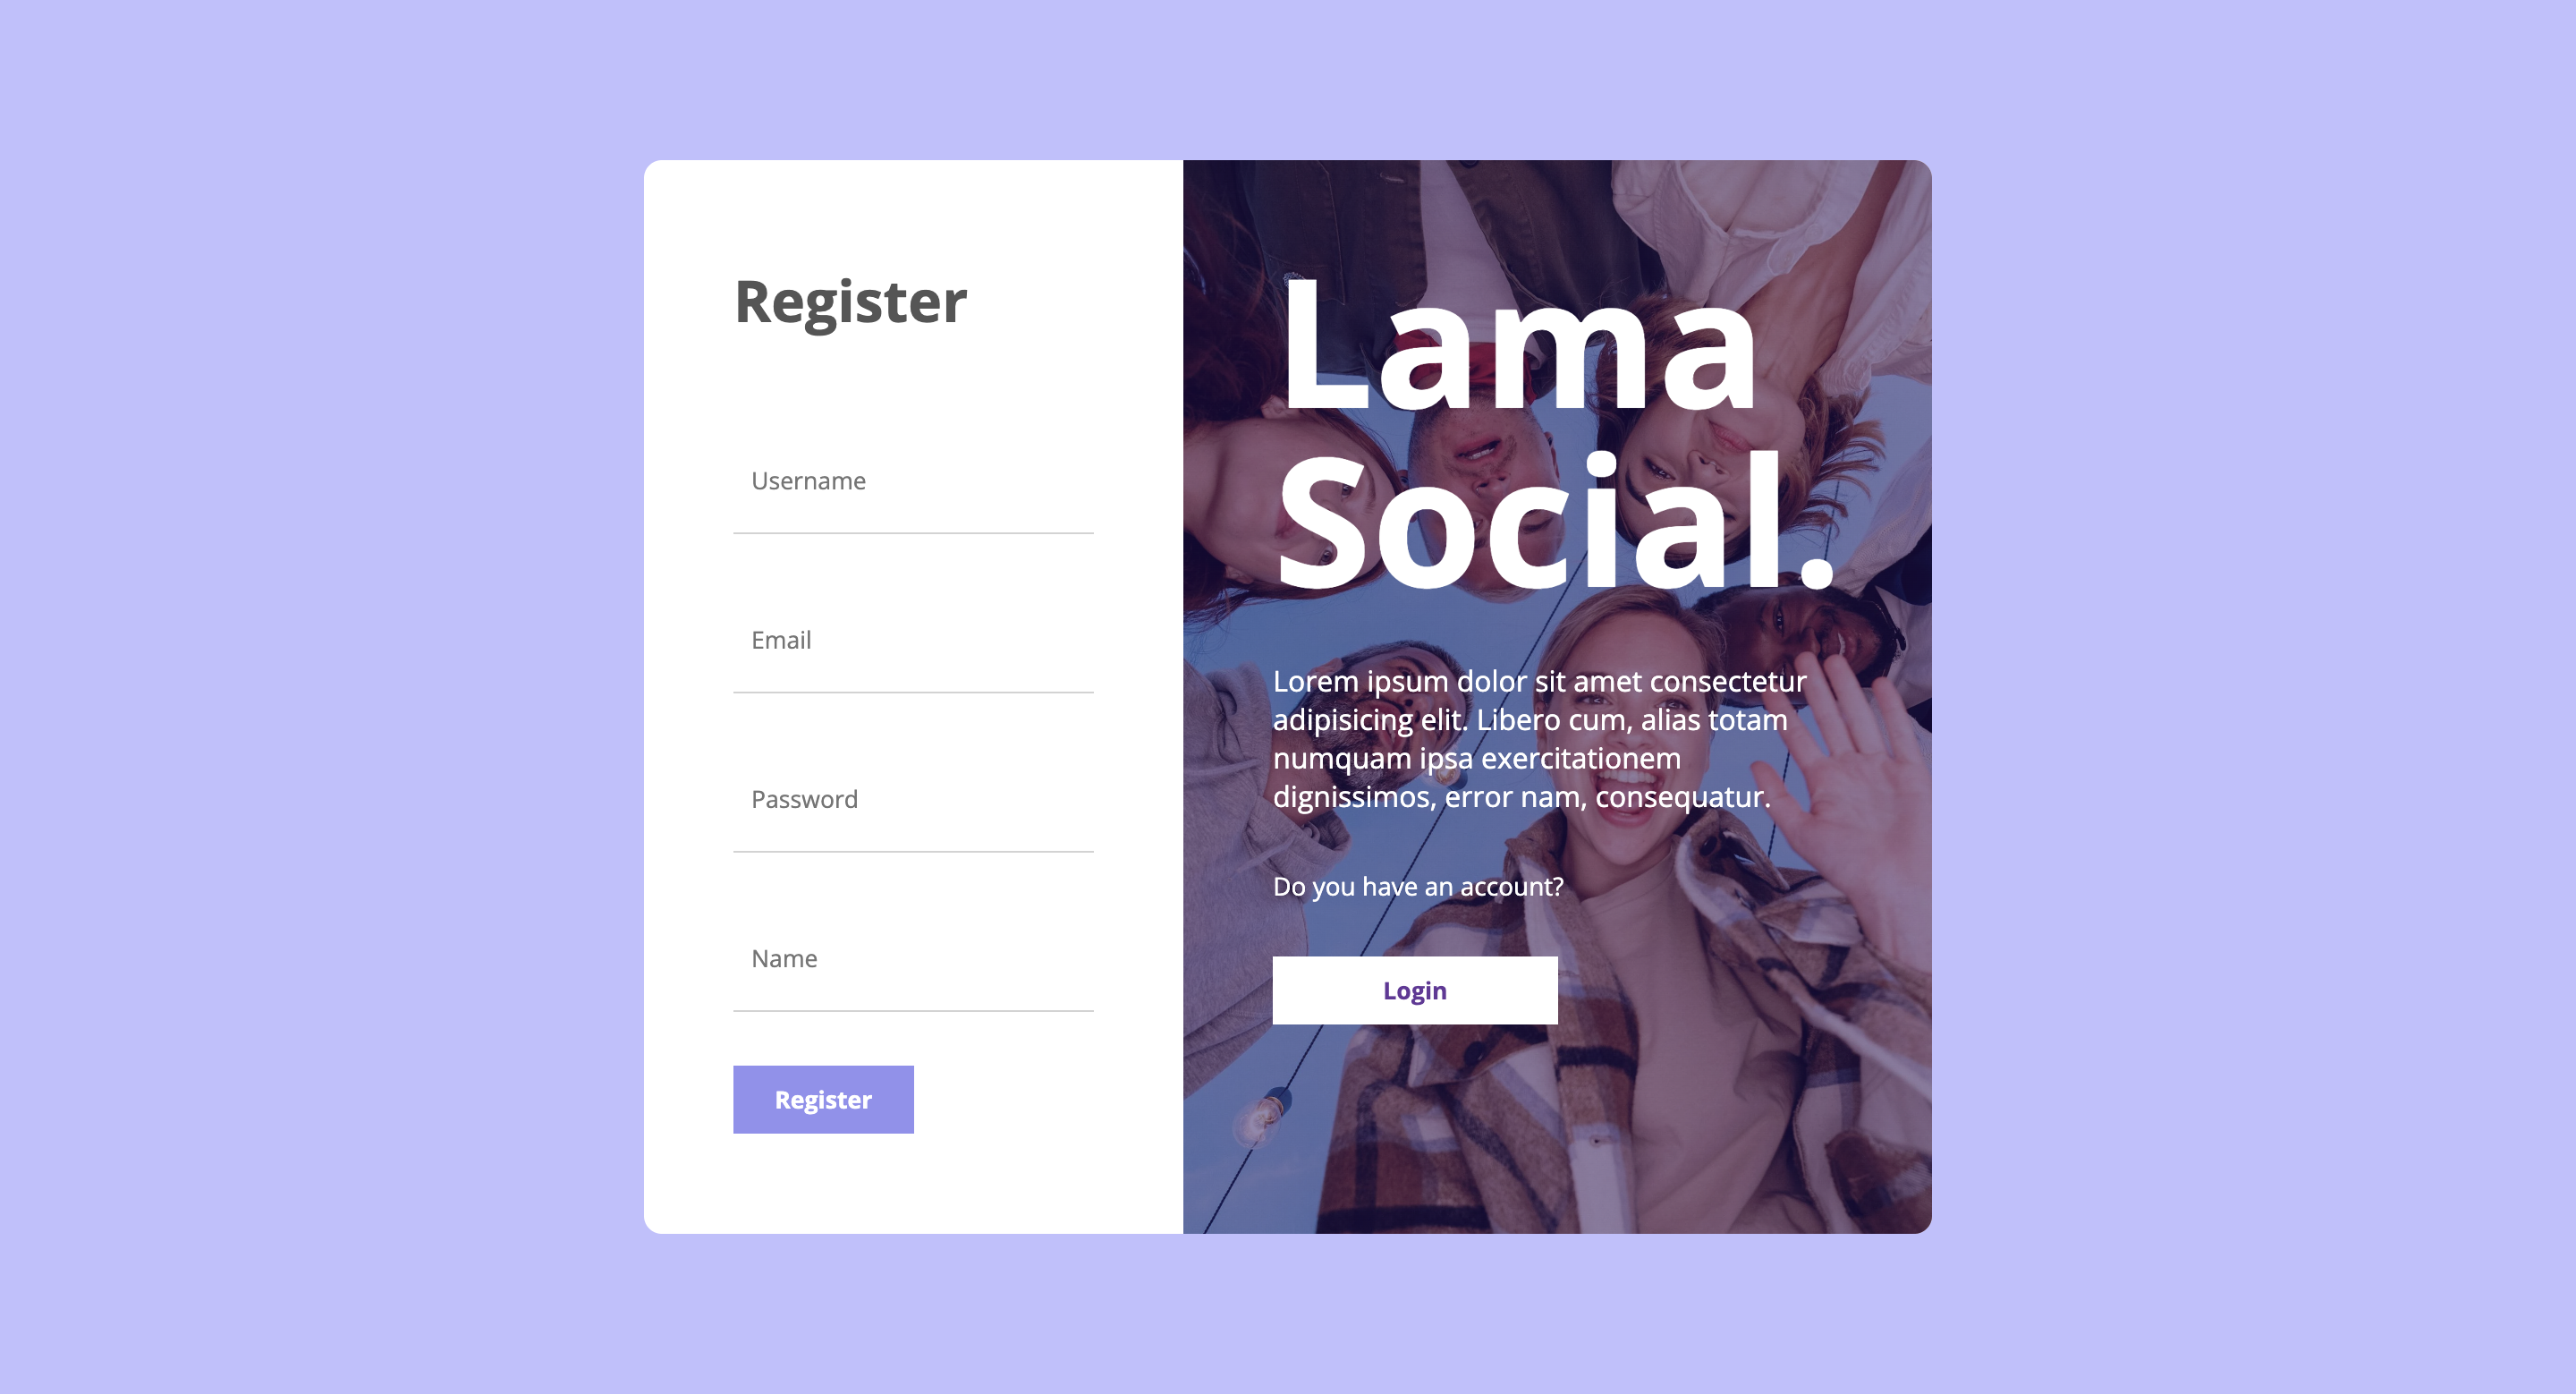 Register
Username
Email
Password
Name
Register
Lama
Social.
Lorem ipsum dolor sit amet consectetur
adipisicing elit. Libero cum, alias totam
numquam ipsa exercitationem
dignissimos, error nam, consequatur.
Do you have an account?
Login